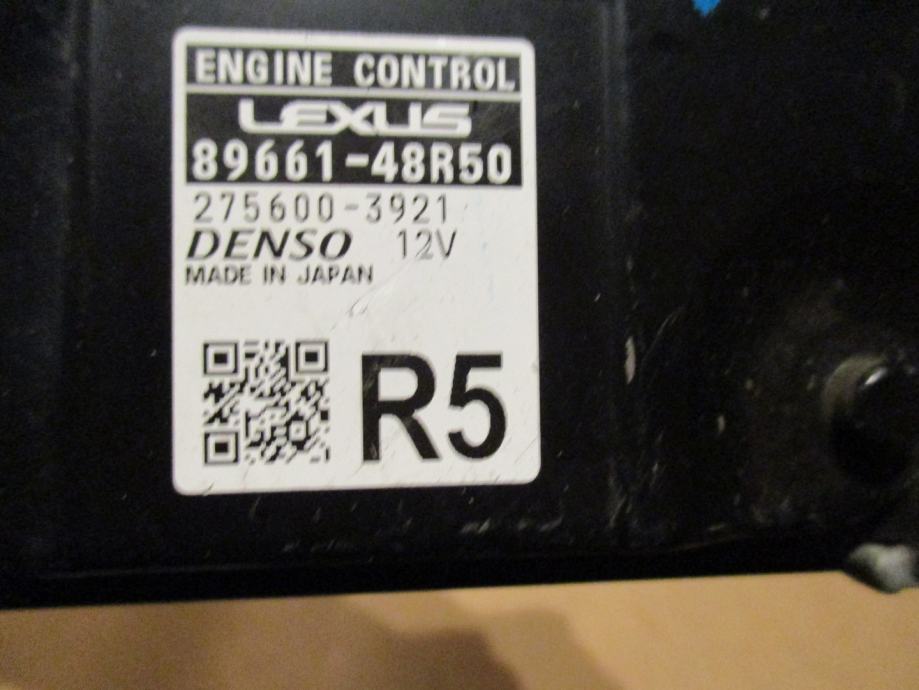 ENGINE CONTROL
LEXUS
89661-48R50
275600-3921
DENSO 12V
MADE IN JAPAN
R5